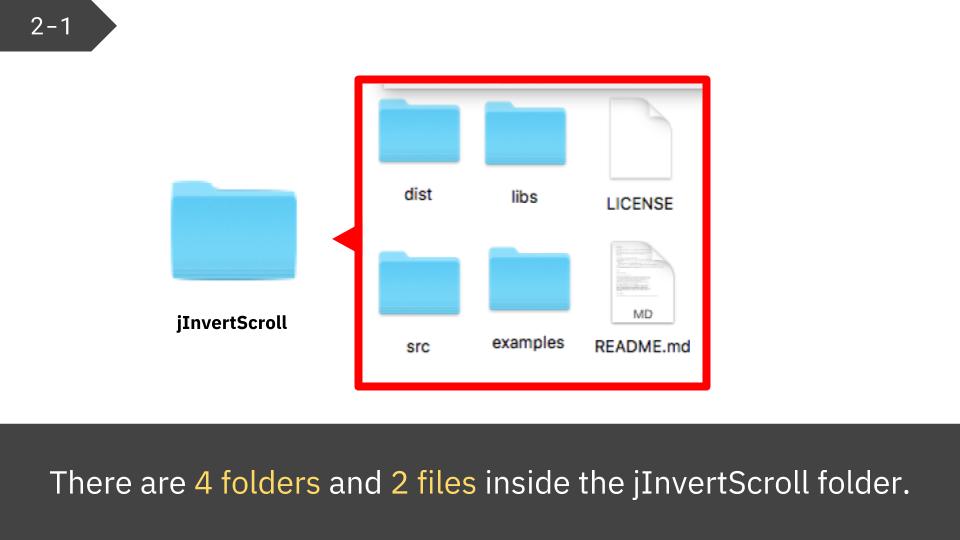 2-1
dist
libs
LICENSE
jInvertScroll
MD
src
examples
README.md
There are 4 folders and 2 files inside the jInvertScroll folder.